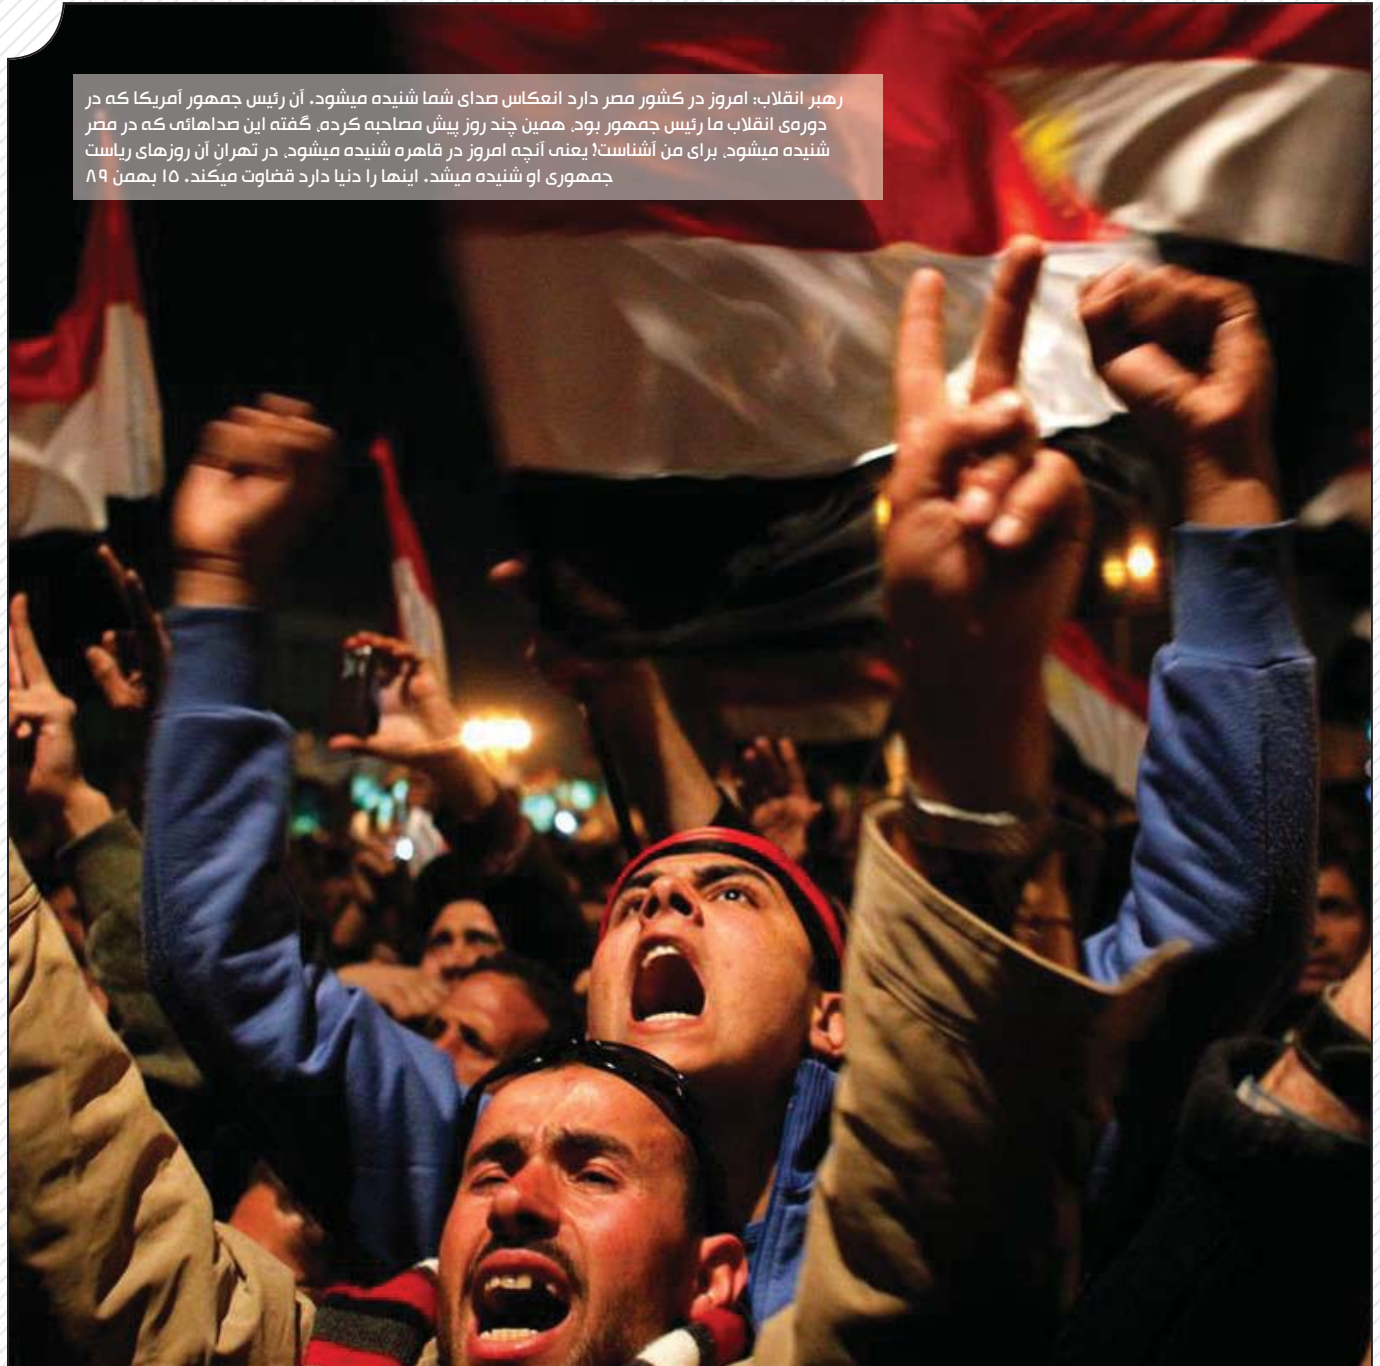 رهبر انقلاب: امروز در کشور مصر دارد انعکاس صدای شما شنیده میشود. آن رئیس جمهور آمریکا که در
دوره‌ی انقلاب ما رئیس جمهور بود، همین چند روز پیش مصاحبه کرده، گفته این صداهائی که در مصر
شنیده میشود، برای من آشناست! یعنی آنچه امروز در قاهره شنیده میشود، در تهرانِ آن روزهای ریاست
جمهوری او شنیده میشد. اینها را دنیا دارد قضاوت میکند. ۱۵ بهمن ۸۹